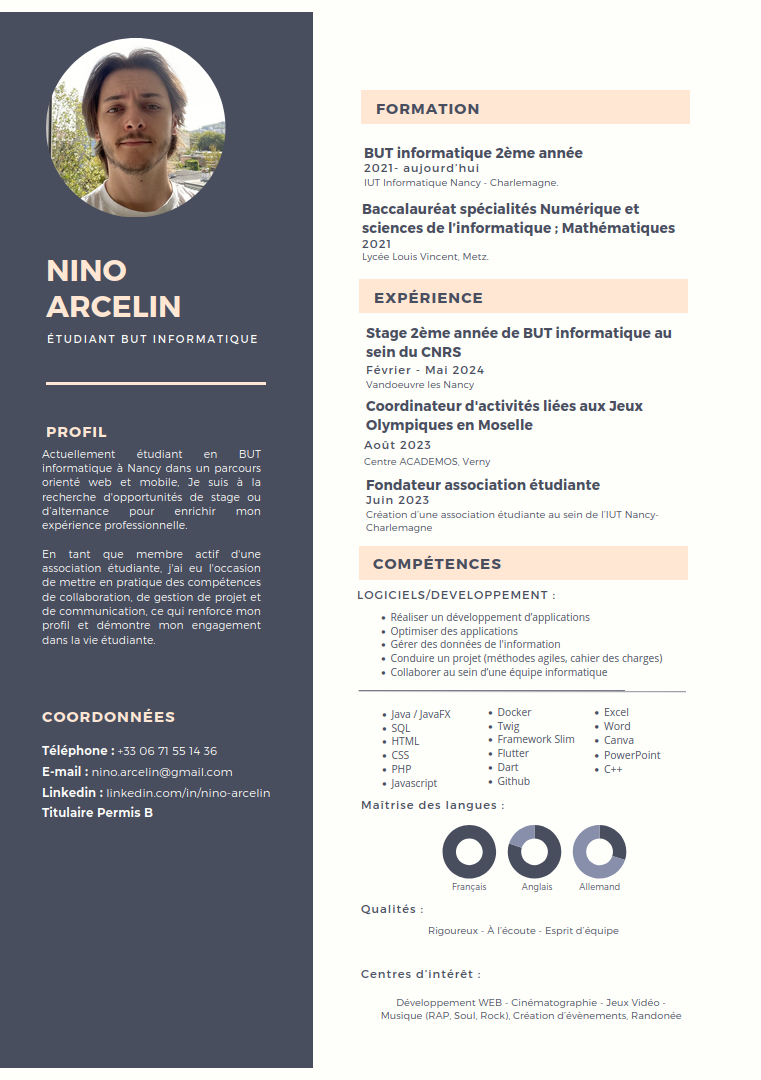 NINO
ARCELIN
ÉTUDIANT BUT INFORMATIQUE
PROFIL
Actuellement étudiant en BUT
informatique à Nancy dans un parcours
orienté web et mobile, Je suis à la
recherche d'opportunités de stage ou
d'alternance pour enrichir mon
expérience professionnelle.
En tant que membre actif d'une
association étudiante, j'ai eu l'occasion
de mettre en pratique des compétences
de collaboration, de gestion de projet et
de communication, ce qui renforce mon
profil et démontre mon engagement
dans la vie étudiante.
COORDONNÉES
Téléphone : +33 06 71 55 14 36
E-mail : nino.arcelin@gmail.com
Linkedin : linkedin.com/in/nino-arcelin
Titulaire Permis B
FORMATION
BUT informatique 2ème année
2021- aujourd'hui
IUT Informatique Nancy - Charlemagne.
Baccalauréat spécialités Numérique et
sciences de l'informatique ; Mathématiques
2021
Lycée Louis Vincent, Metz.
EXPÉRIENCE
Stage 2ème année de BUT informatique au
sein du CNRS
Février - Mai 2024
Vandoeuvre les Nancy
Coordinateur d'activités liées aux Jeux
Olympiques en Moselle
Août 2023
Centre ACADEMOS, Verny
Fondateur association étudiante
Juin 2023
Création d'une association étudiante au sein de l'IUT Nancy-
Charlemagne
COMPÉTENCES
LOGICIELS/DEVELOPPEMENT :
• Réaliser un développement d'applications
• Optimiser des applications
• Gérer des données de l'information
• Conduire un projet (méthodes agiles, cahier des charges)
• Collaborer au sein d'une équipe informatique
• Java / JavaFX
• SQL
• HTML
• CSS
• PHP
• Javascript
• Docker
• Twig
• Framework Slim
• Flutter
• Dart
• Github
• Excel
• Word
• Canva
• PowerPoint
• C++
Maîtrise des langues :
Français
Anglais
Allemand
Qualités :
Rigoureux - À l'écoute - Esprit d'équipe
Centres d'intérêt :
Développement WEB - Cinématographie - Jeux Vidéo -
Musique (RAP, Soul, Rock), Création d'évènements, Randonée